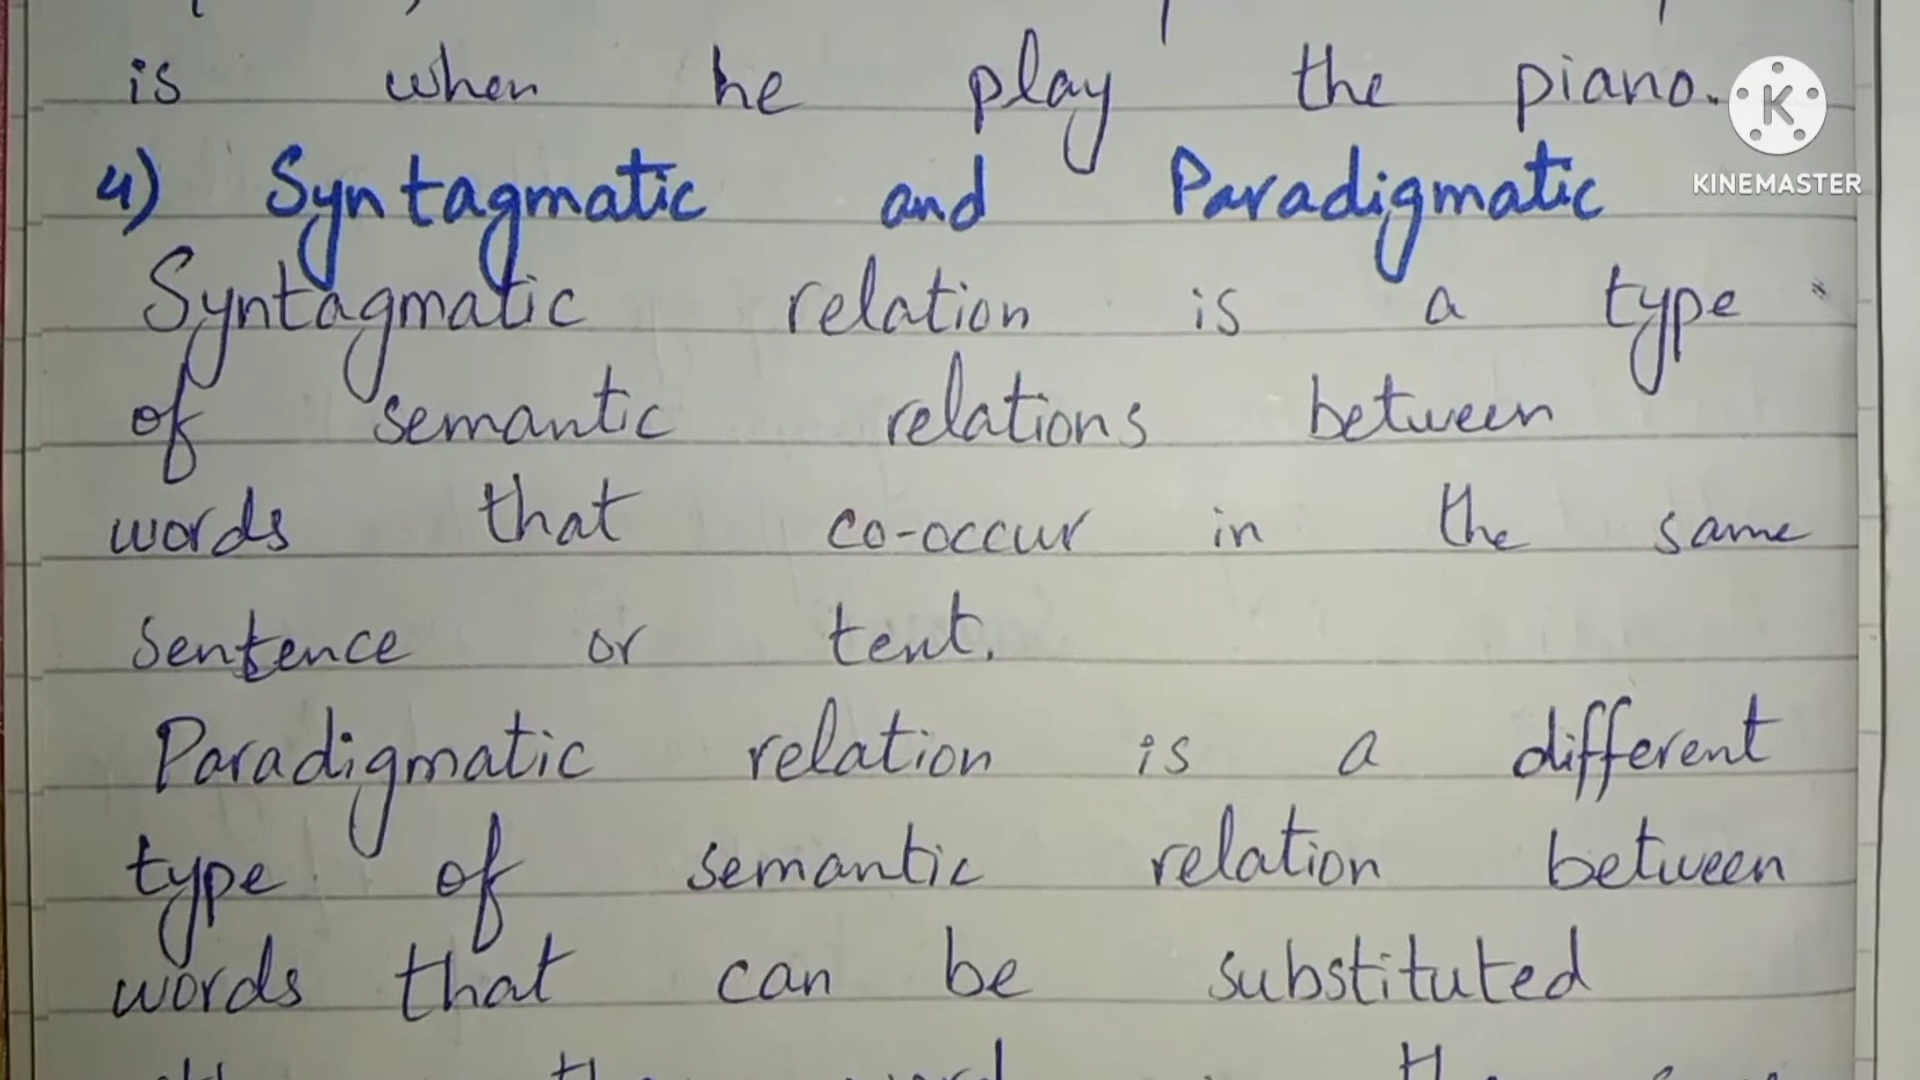 is when he play the piano.
KINEMASTER
4) Syntagmatic and Paradigmatic
Syntagmatic relation is a type
of semantic relations between
words that co-occur in the same
sentence or text.
Paradigmatic relation is a different
type of semantic relation between
words that can be substituted